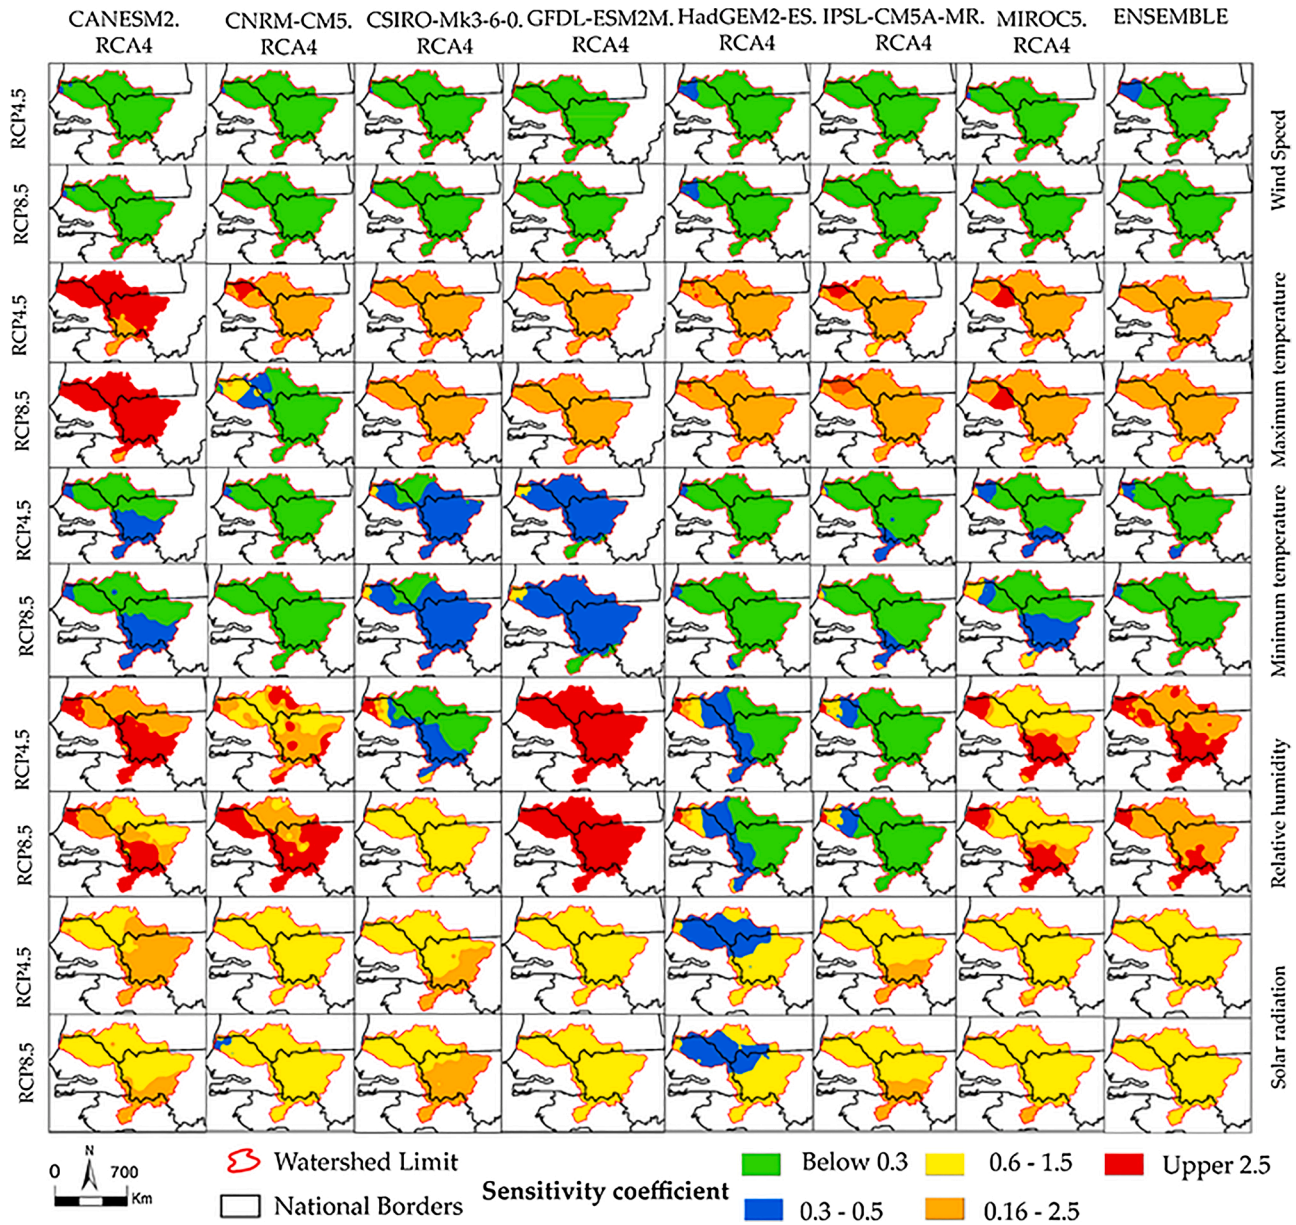 CANESM2. CNRM-CM5. CSIRO-Mk3-6-0. GFDL-ESM2M. HadGEM2-ES. IPSL-CM5A-MR. MIROC5. ENSEMBLE
RCA4 RCA4 RCA4 RCA4 RCA4 RCA4 RCA4
RCP4.5
RCP8.5
Wind Speed
RCP4.5
RCP8.5
Maximum temperature
RCP4.5
RCP8.5
Minimum temperature
RCP4.5
RCP8.5
Relative humidity
RCP4.5
RCP8.5
Solar radiation
N
0 700
Km
Watershed Limit
National Borders
Sensitivity coefficient
Below 0.3 0.6 - 1.5 Upper 2.5
0.3 - 0.5 0.16 - 2.5